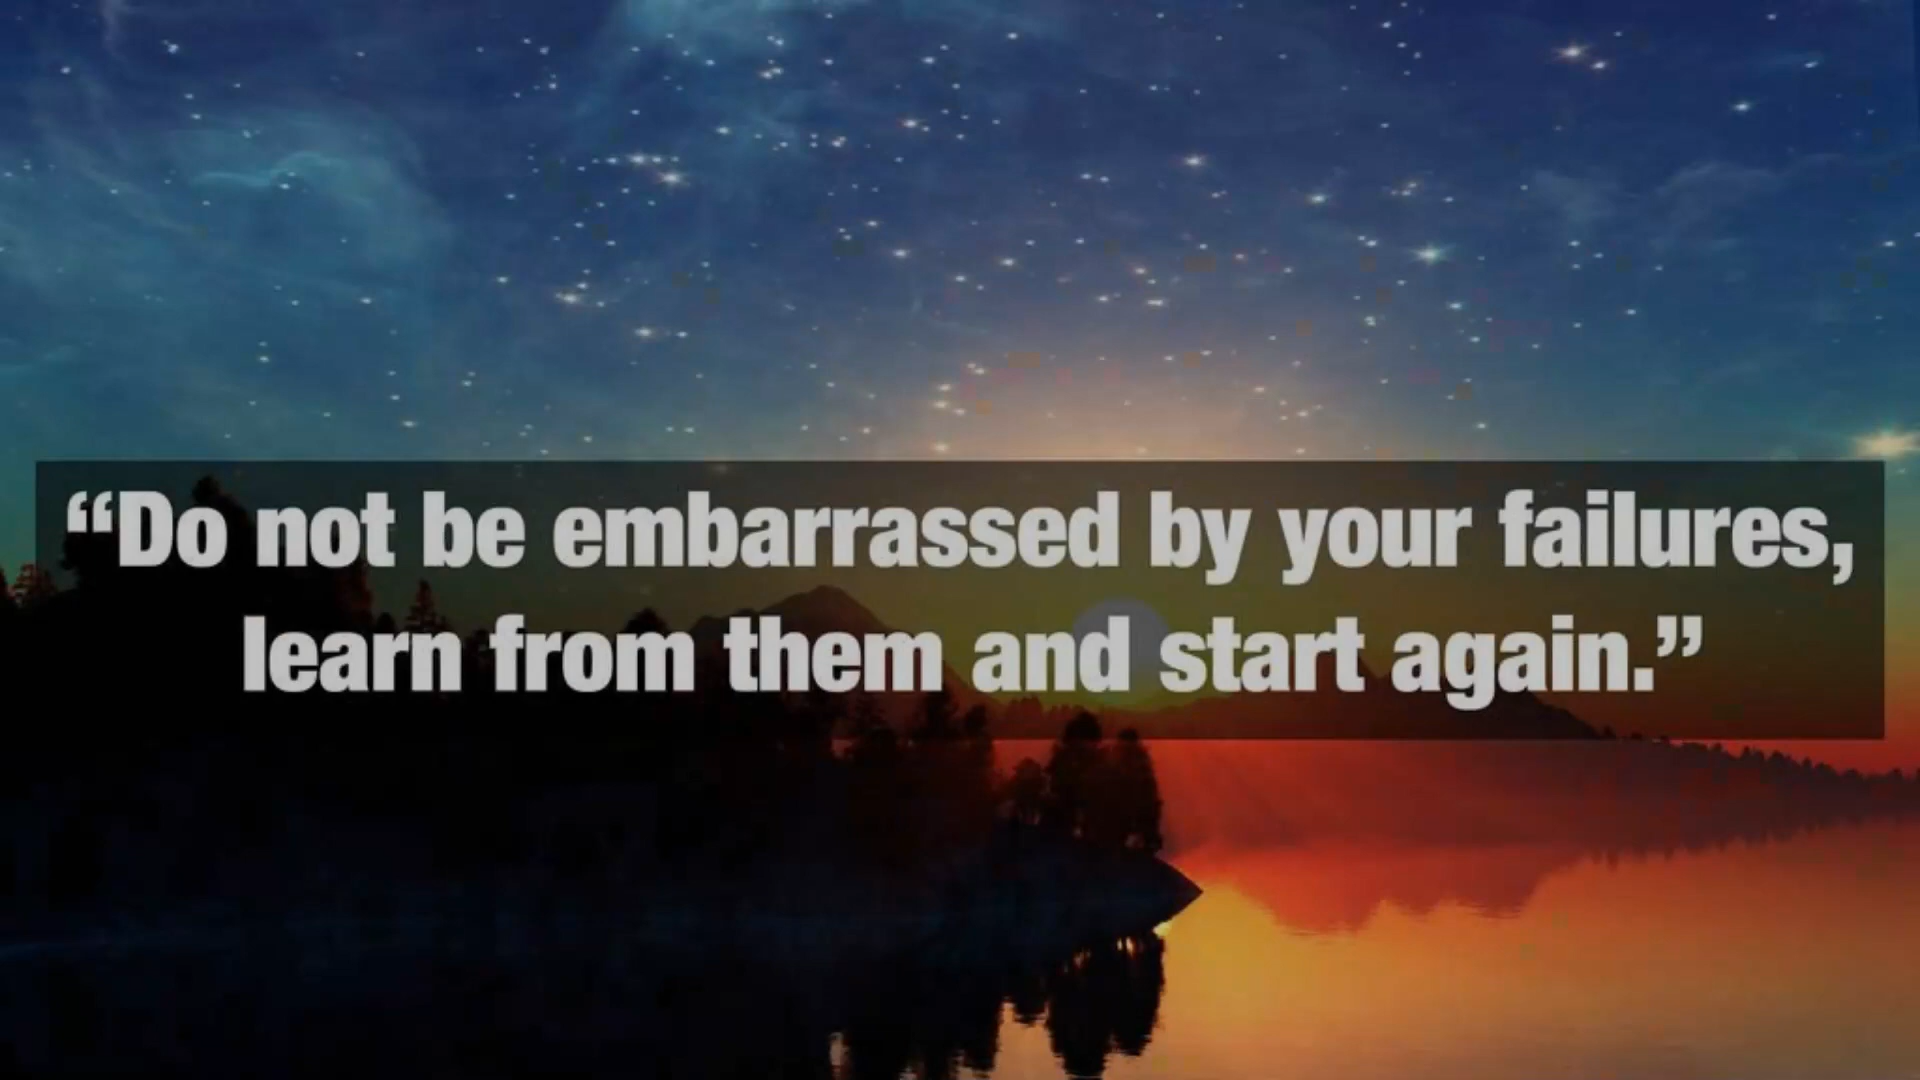 “Do not be embarrassed by your failures,
learn from them and start again.”